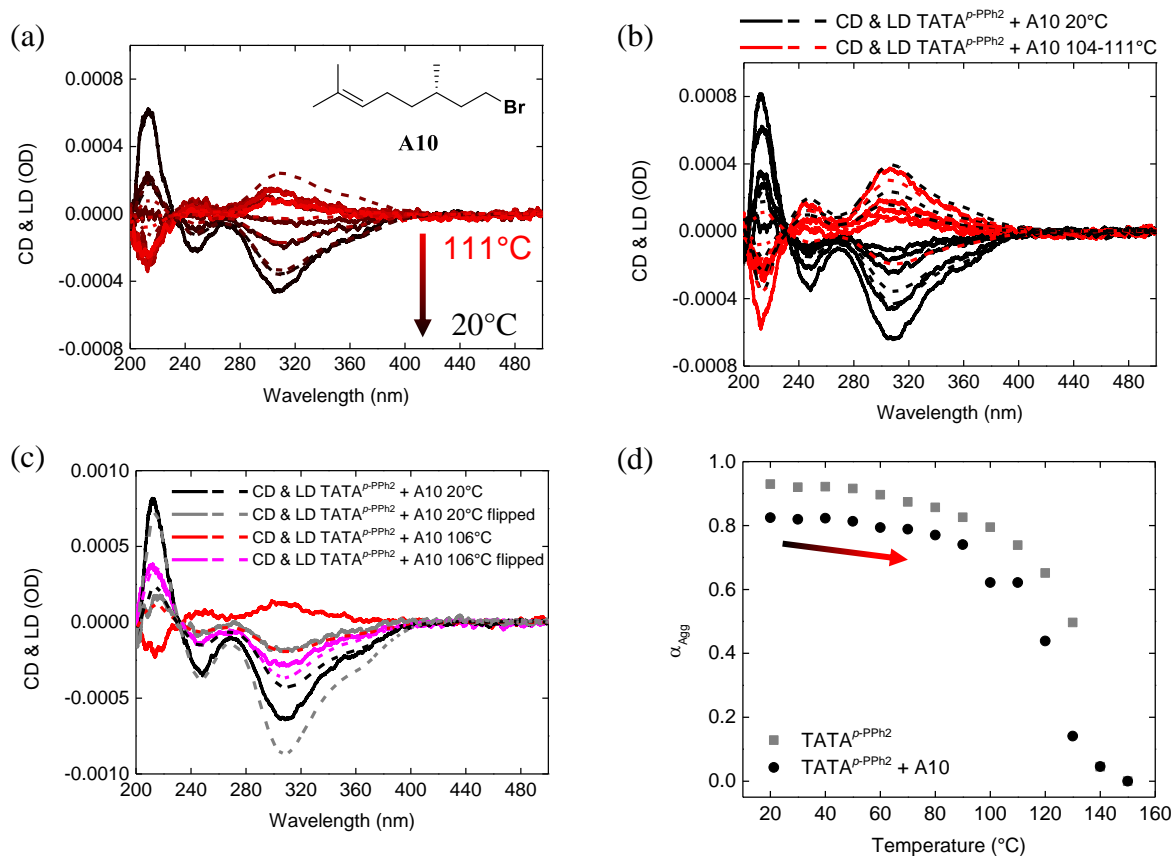 (a)
CD & LD (OD)
0.0008
0.0004
0.0000
-0.0004
-0.0008
Br
A10
111°C
20°C
200 240 280 320 360 400 440 480
Wavelength (nm)
(b)
CD & LD TATA^p-PPh2 + A10 20°C
CD & LD TATA^p-PPh2 + A10 104-111°C
CD & LD (OD)
0.0008
0.0004
0.0000
-0.0004
-0.0008
200 240 280 320 360 400 440 480
Wavelength (nm)
(c)
CD & LD (OD)
0.0010
0.0005
0.0000
-0.0005
-0.0010
CD & LD TATA^p-PPh2 + A10 20°C
CD & LD TATA^p-PPh2 + A10 20°C flipped
CD & LD TATA^p-PPh2 + A10 106°C
CD & LD TATA^p-PPh2 + A10 106°C flipped
200 240 280 320 360 400 440 480
Wavelength (nm)
(d)
α_Agg
1.0
0.8
0.6
0.4
0.2
0.0
TATA^p-PPh2
TATA^p-PPh2 + A10
20 40 60 80 100 120 140 160
Temperature (°C)